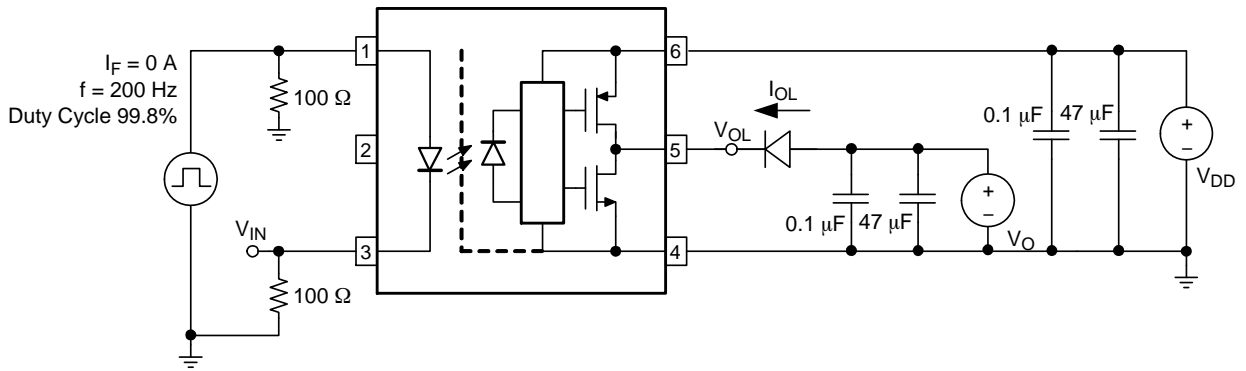 I_F = 0 A
f = 200 Hz
Duty Cycle 99.8%
100 Ω
V_IN
100 Ω
1
2
3
6
5
4
I_OL
V_OL
0.1 μF
47 μF
V_O
0.1 μF
47 μF
V_DD